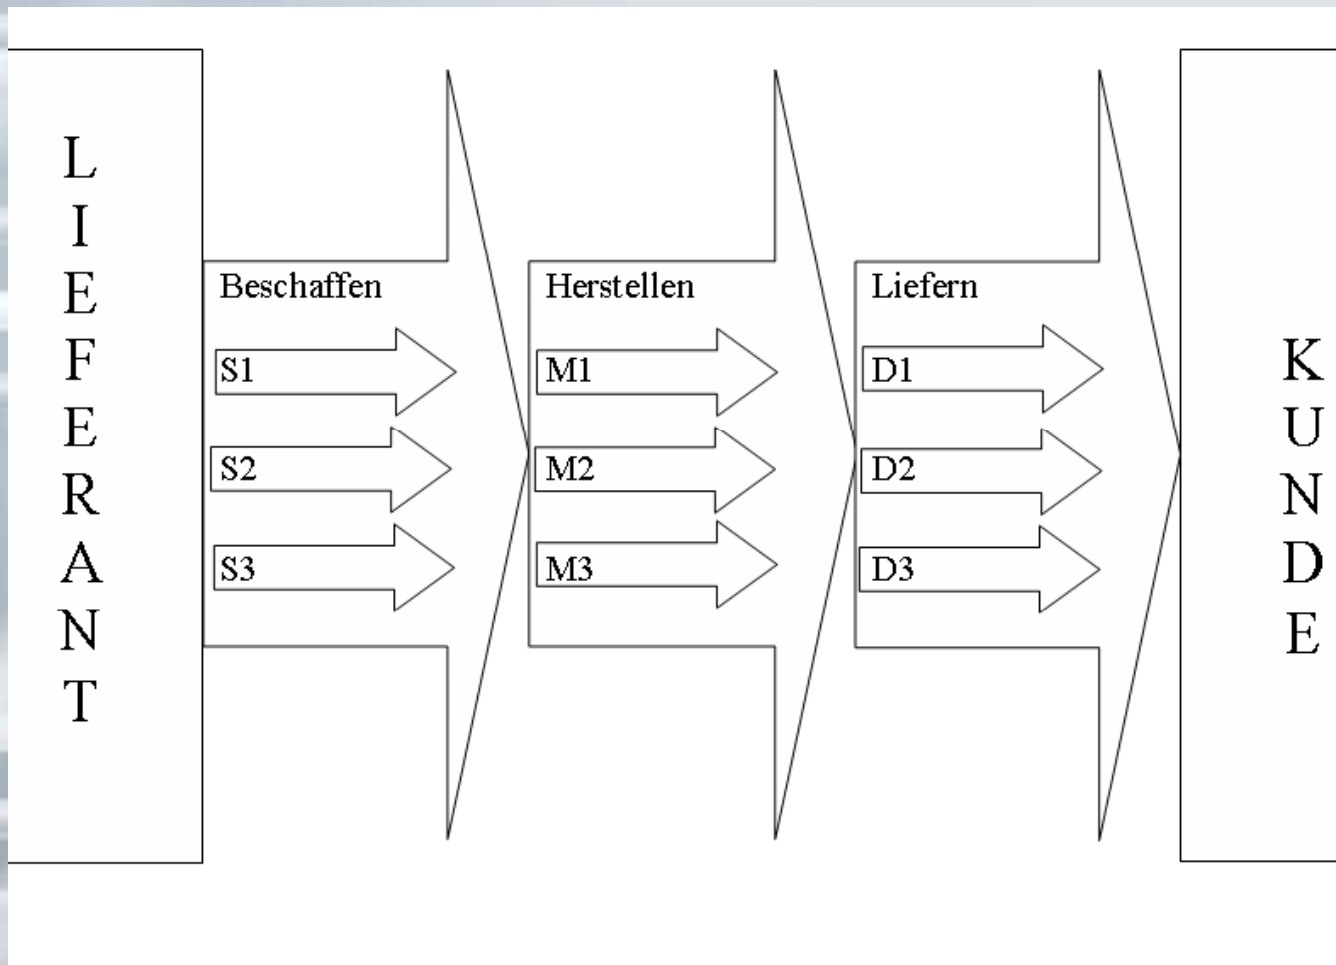 LIEFERANT
Beschaffen
S1
S2
S3
Herstellen
M1
M2
M3
Liefern
D1
D2
D3
KUNDE